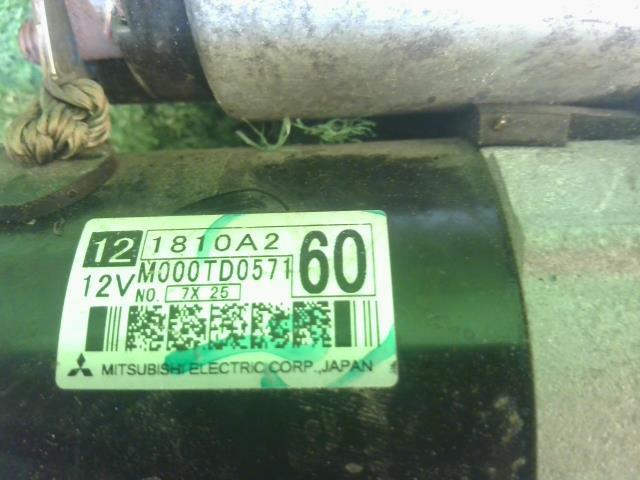 12 1810A2 60
12V M000TD0571
NO. 7X 25
MITSUBISHI ELECTRIC CORP., JAPAN